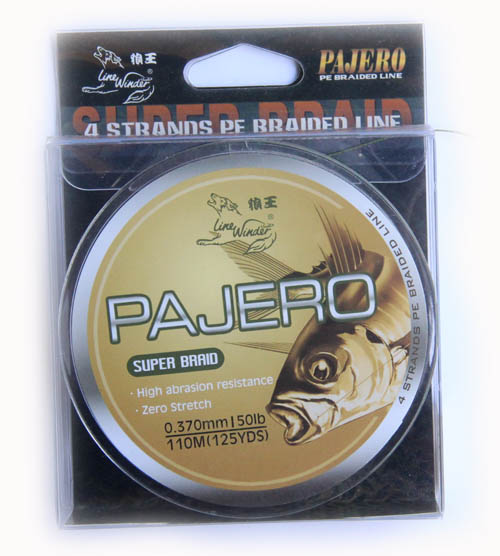 狼王
Line Winder ®
PAJERO
PE BRAIDED LINE
SUPER BRAID
4 STRANDS PE BRAIDED LINE
狼王
Line Winder ®
PAJERO
SUPER BRAID
· High abrasion resistance
· Zero Stretch
0.370mm|50lb
110M(125YDS)
4 STRANDS PE BRAIDED LINE